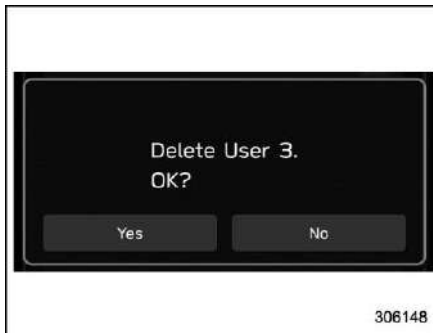 Delete User 3.
OK?
Yes
No
306148